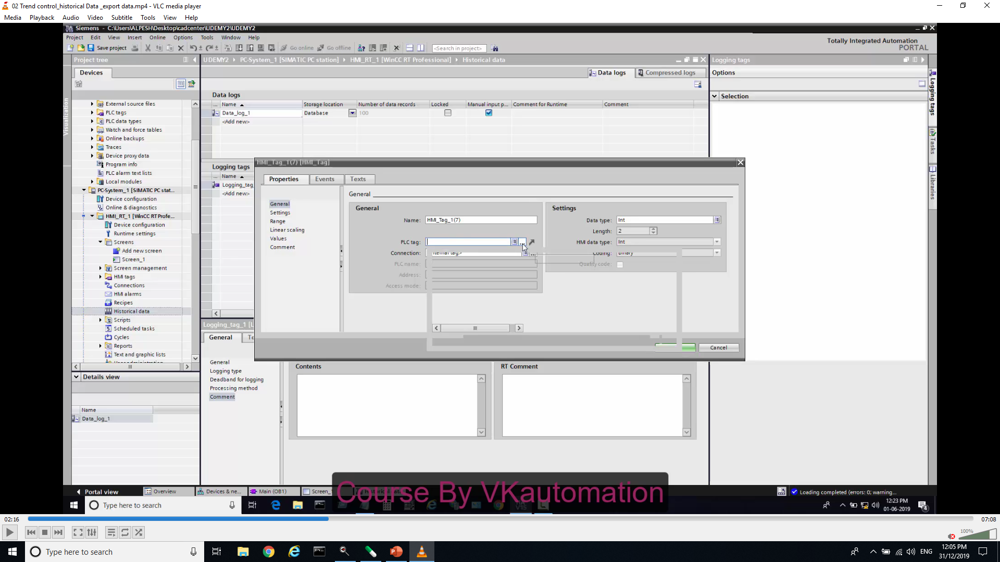 02 Trend control_historical Data _export data.mp4 - VLC media player
Media Playback Audio Video Subtitle Tools View Help
Siemens - C:\Users\ALPESH\Desktop\cadcenter\UDEMY2\UDEMY2
Project Edit View Insert Online Options Tools Window Help
Totally Integrated Automation
PORTAL
Save project Go online Go offline <Search in project>
Project tree
UDEMY2 PC-System_1 [SIMATIC PC station] HMI_RT_1 [WinCC RT Professional] Historical data
Logging tags
Devices
Data logs Compressed logs
Options
Visualization
External source files
PLC tags
PLC data types
Watch and force tables
Online backups
Traces
Device proxy data
Program info
PLC alarm text lists
Local modules
PC-System_1 [SIMATIC PC stat...
Device configuration
Online & diagnostics
HMI_RT_1 [WinCC RT Profe...
Device configuration
Runtime settings
Screens
Add new screen
Screen_1
Screen management
HMI tags
Connections
HMI alarms
Recipes
Historical data
Scripts
Scheduled tasks
Cycles
Reports
Text and graphic lists
Details view
Name
Data_log_1
Data logs
... Name Storage location Number of data records Locked Manual input p... Comment for Runtime Comment
Data_log_1 Database 100
<Add new>
Logging tags
... Name
Logging_tag_
<Add new>
HMI_Tag_1(7) [HMI_Tag]
Properties Events Texts
General
Settings
Range
Linear scaling
Values
Comment
General
General
Name: HMI_Tag_1(7)
PLC tag:
Connection:
PLC name:
Address:
Access mode:
Settings
Data type: Int
Length: 2
HMI data type: Int
Coding: Binary
Quality code:
Cancel
Logging_tag_1 [L
General Te
General
Logging type
Deadband for logging
Processing method
Comment
Contents
RT Comment
Selection
Logging tags
Tasks
Libraries
Portal view Overview Devices & ne... Main (OB1) Screen_
Loading completed (errors: 0; warning...
Course By VKautomation
Type here to search
12:23 PM
01-06-2019
4
02:16 07:08
100%
Type here to search
ENG
12:05 PM
31/12/2019